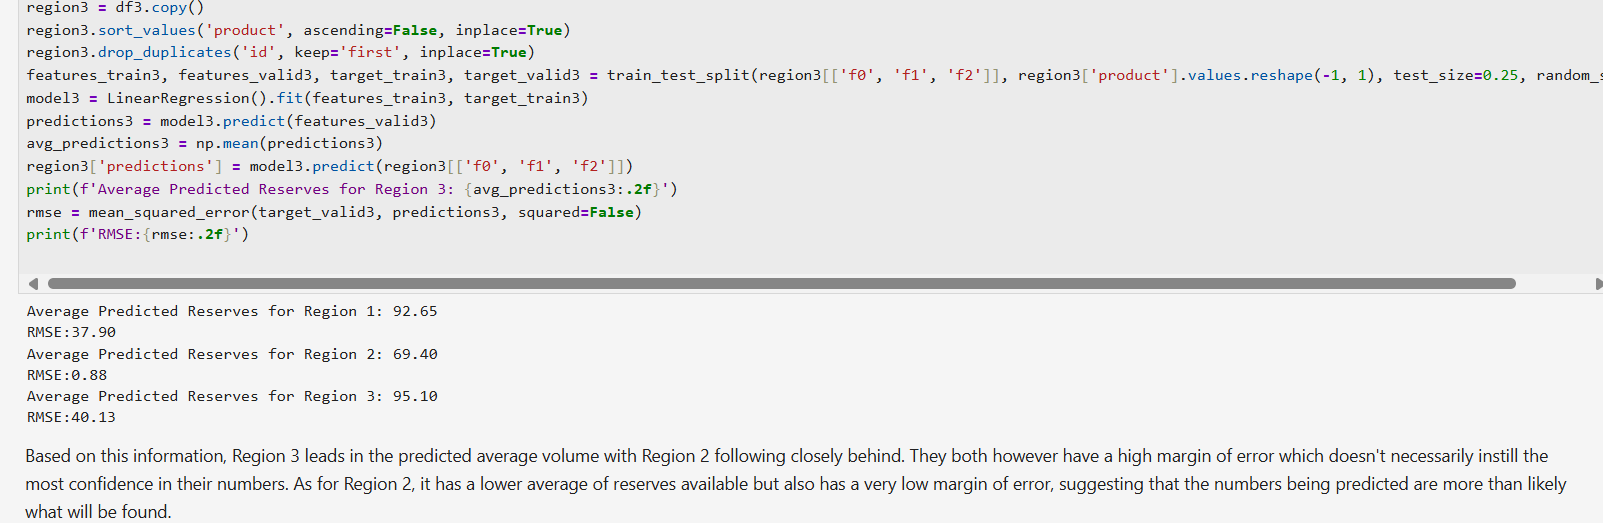 region3 = df3.copy()
region3.sort_values('product', ascending=False, inplace=True)
region3.drop_duplicates('id', keep='first', inplace=True)
features_train3, features_valid3, target_train3, target_valid3 = train_test_split(region3[['f0', 'f1', 'f2']], region3['product'].values.reshape(-1, 1), test_size=0.25, random_s
model3 = LinearRegression().fit(features_train3, target_train3)
predictions3 = model3.predict(features_valid3)
avg_predictions3 = np.mean(predictions3)
region3['predictions'] = model3.predict(region3[['f0', 'f1', 'f2']])
print(f'Average Predicted Reserves for Region 3: {avg_predictions3:.2f}')
rmse = mean_squared_error(target_valid3, predictions3, squared=False)
print(f'RMSE:{rmse:.2f}')
Average Predicted Reserves for Region 1: 92.65
RMSE:37.90
Average Predicted Reserves for Region 2: 69.40
RMSE:0.88
Average Predicted Reserves for Region 3: 95.10
RMSE:40.13
Based on this information, Region 3 leads in the predicted average volume with Region 2 following closely behind. They both however have a high margin of error which doesn't necessarily instill the
most confidence in their numbers. As for Region 2, it has a lower average of reserves available but also has a very low margin of error, suggesting that the numbers being predicted are more than likely
what will be found.